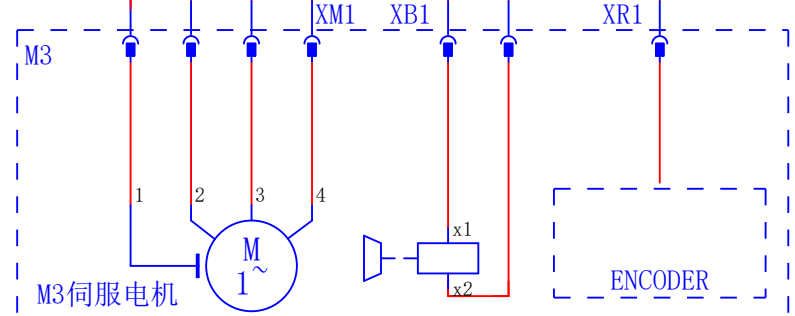 XM1 XB1 XR1
M3
1 2 3 4
x1
M
1~
x2
M3伺服电机
ENCODER